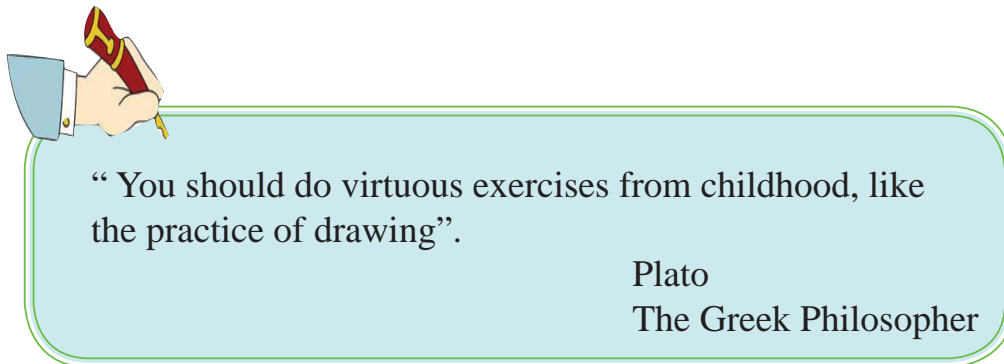 “ You should do virtuous exercises from childhood, like
the practice of drawing”.
Plato
The Greek Philosopher